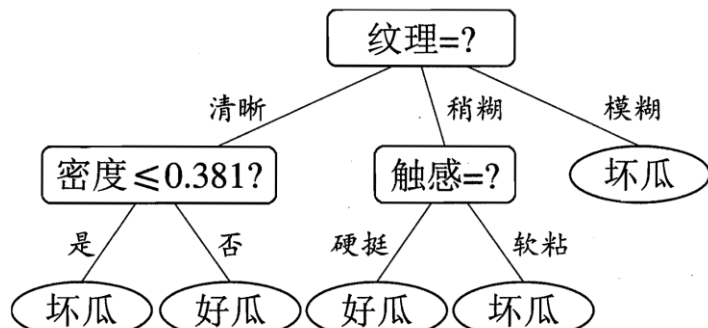 纹理=?
清晰 稍糊 模糊
密度≤0.381? 触感=? 坏瓜
是 否 硬挺 软粘
坏瓜 好瓜 好瓜 坏瓜